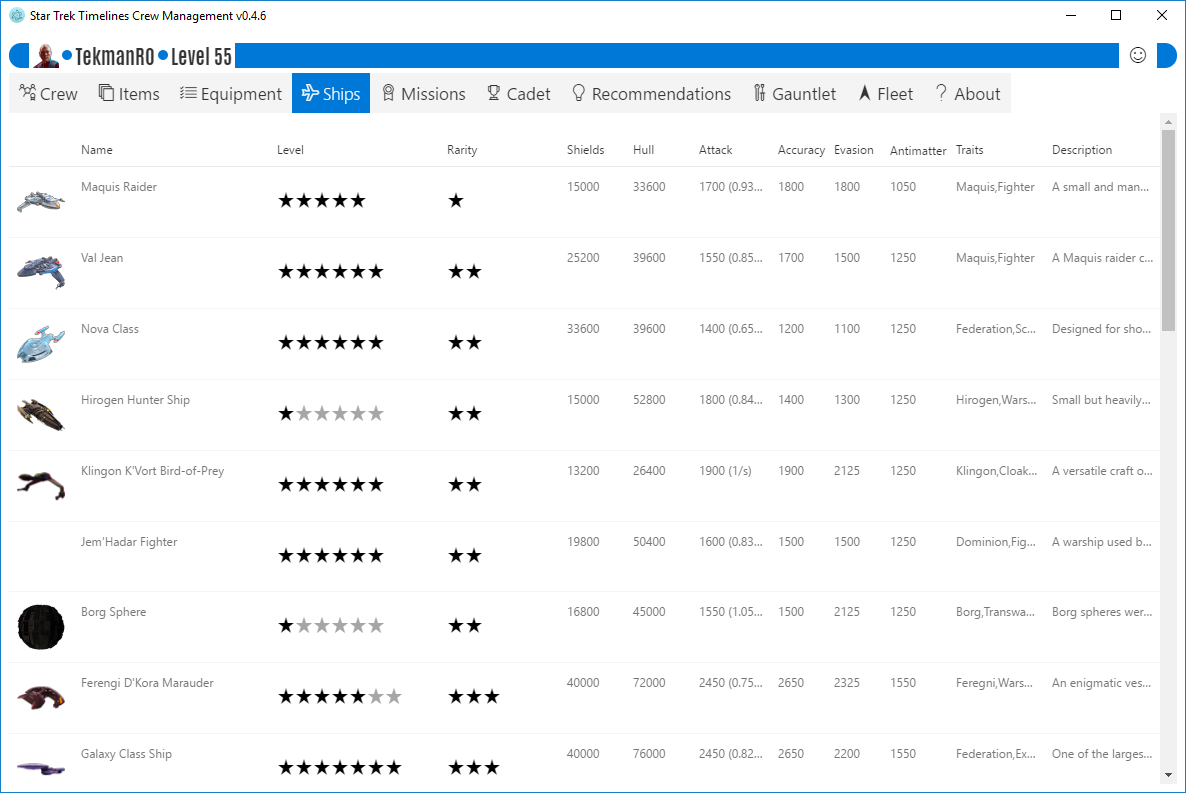 Star Trek Timelines Crew Management v0.4.6
TekmanRO Level 55
Crew Items Equipment Ships Missions Cadet Recommendations Gauntlet Fleet About
Name Level Rarity Shields Hull Attack Accuracy Evasion Antimatter Traits Description
Maquis Raider ★★★★★ ★ 15000 33600 1700 (0.93... 1800 1800 1050 Maquis,Fighter A small and man...
Val Jean ★★★★★★ ★★ 25200 39600 1550 (0.85... 1700 1500 1250 Maquis,Fighter A Maquis raider c...
Nova Class ★★★★★★ ★★ 33600 39600 1400 (0.65... 1200 1100 1250 Federation,Sc... Designed for sho...
Hirogen Hunter Ship ★★★★★★ ★★ 15000 52800 1800 (0.84... 1400 1300 1250 Hirogen,Wars... Small but heavily...
Klingon K'Vort Bird-of-Prey ★★★★★★ ★★ 13200 26400 1900 (1/s) 1900 2125 1250 Klingon,Cloak... A versatile craft o...
Jem'Hadar Fighter ★★★★★★ ★★ 19800 50400 1600 (0.83... 1500 1500 1250 Dominion,Fig... A warship used b...
Borg Sphere ★★★★★★ ★★ 16800 45000 1550 (1.05... 1500 2125 1250 Borg,Transwa... Borg spheres wer...
Ferengi D'Kora Marauder ★★★★★★★ ★★★ 40000 72000 2450 (0.75... 2650 2325 1550 Feregni,Wars... An enigmatic ves...
Galaxy Class Ship ★★★★★★★ ★★★ 40000 76000 2450 (0.82... 2650 2200 1550 Federation,Ex... One of the larges...